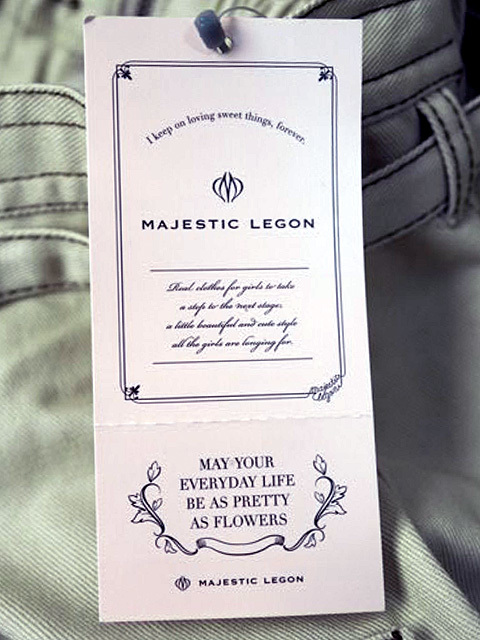 I keep on loving sweet things, forever.
MAJESTIC LEGON
Real clothes for girls to take
a step to the next stage.
a little beautiful and cute style
all the girls are longing for.
majestic
legon
MAY YOUR
EVERYDAY LIFE
BE AS PRETTY
AS FLOWERS
MAJESTIC LEGON